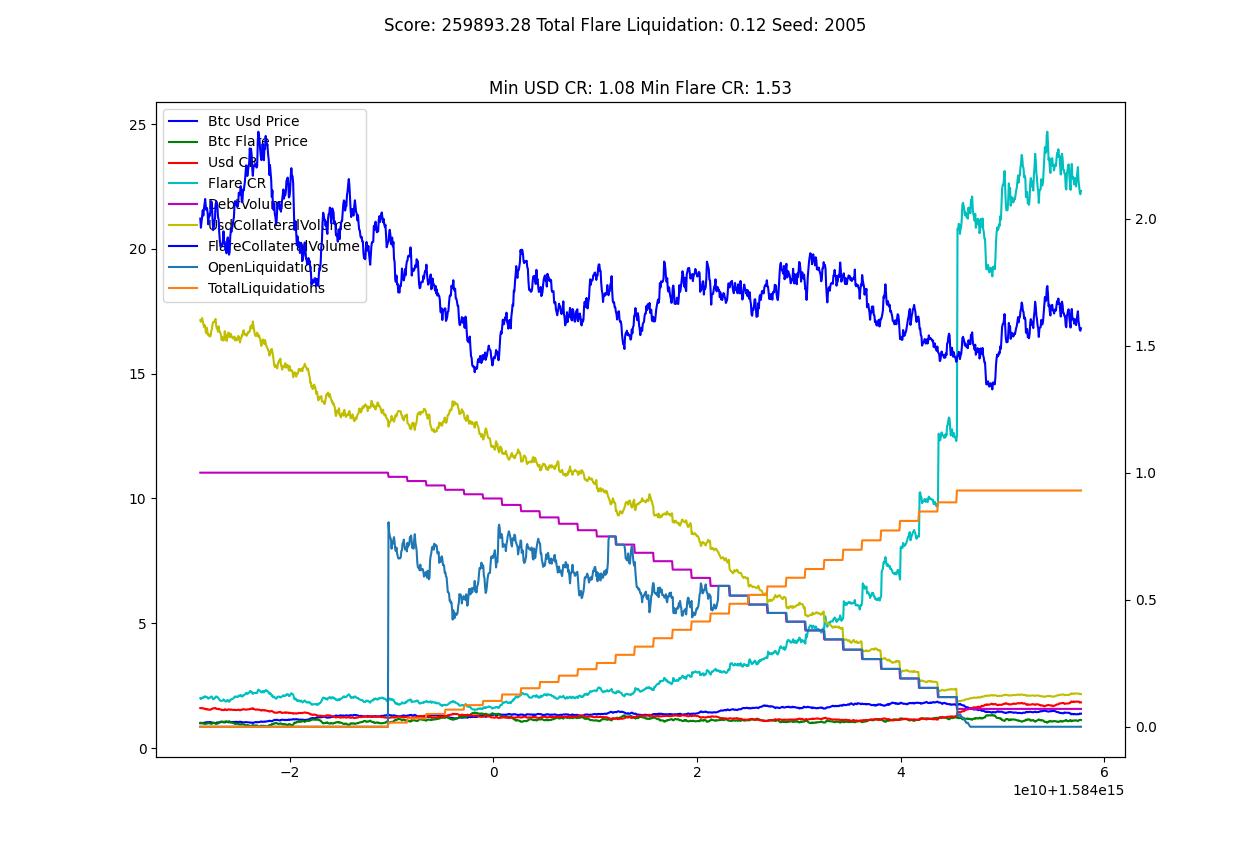 Score: 259893.28 Total Flare Liquidation: 0.12 Seed: 2005
Min USD CR: 1.08 Min Flare CR: 1.53
Btc Usd Price
Btc Flare Price
Usd CR
Flare CR
DebtVolume
UsdCollateralVolume
FlareCollateralVolume
OpenLiquidations
TotalLiquidations
25
20
15
10
5
0
2.0
1.5
1.0
0.5
0.0
−2
0
2
4
6
1e10+1.584e15